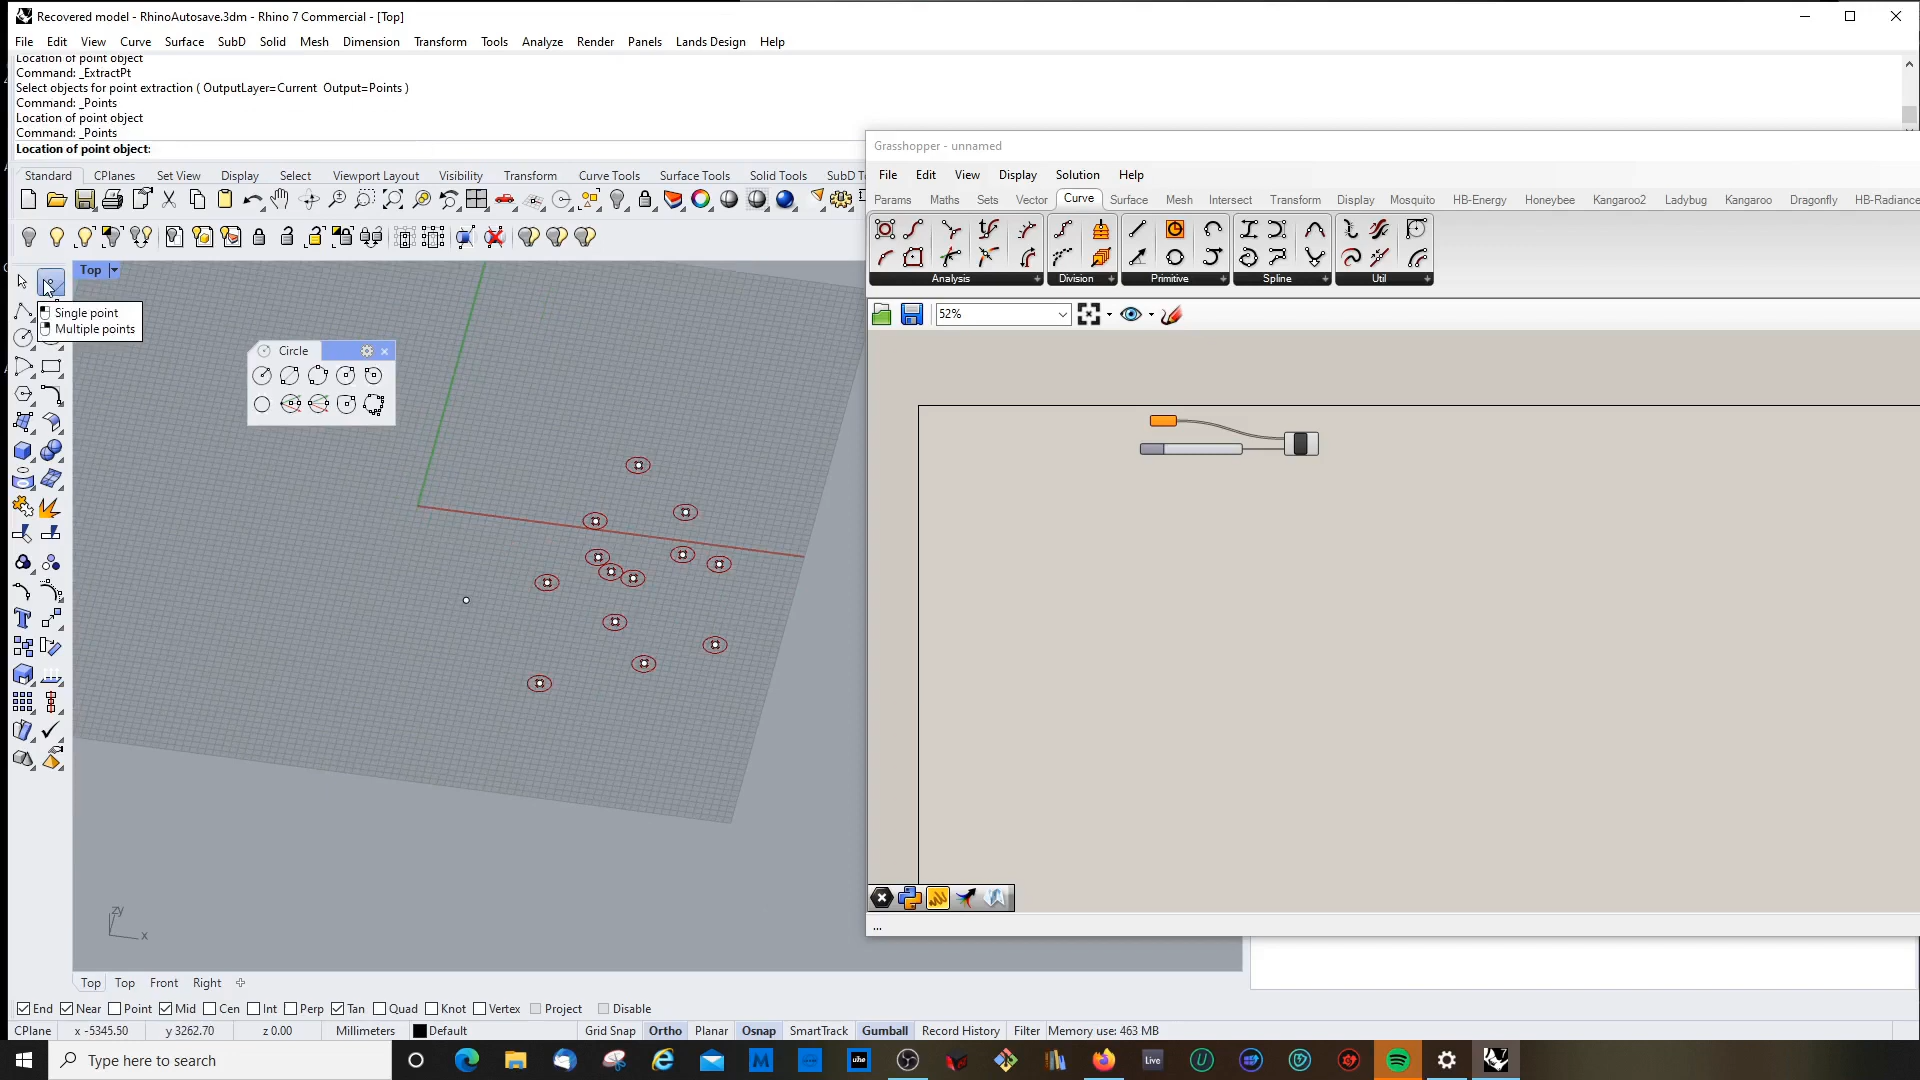 Recovered model - RhinoAutosave.3dm - Rhino 7 Commercial - [Top]
File Edit View Curve Surface SubD Solid Mesh Dimension Transform Tools Analyze Render Panels Lands Design Help
Location of point object
Command: _ExtractPt
Select objects for point extraction ( OutputLayer=Current Output=Points )
Command: _Points
Location of point object
Command: _Points
Location of point object:
Standard CPlanes Set View Display Select Viewport Layout Visibility Transform Curve Tools Surface Tools Solid Tools SubD T
Top
Single point
Multiple points
Circle
Grasshopper - unnamed
File Edit View Display Solution Help
Params Maths Sets Vector Curve Surface Mesh Intersect Transform Display Mosquito HB-Energy Honeybee Kangaroo2 Ladybug Kangaroo Dragonfly HB-Radiance
Analysis Division Primitive Spline Util
52%
...
zy
x
Top Top Front Right
End Near Point Mid Cen Int Perp Tan Quad Knot Vertex Project Disable
CPlane x -5345.50 y 3262.70 z 0.00 Millimeters Default Grid Snap Ortho Planar Osnap SmartTrack Gumball Record History Filter Memory use: 463 MB
Type here to search
uhe
Live